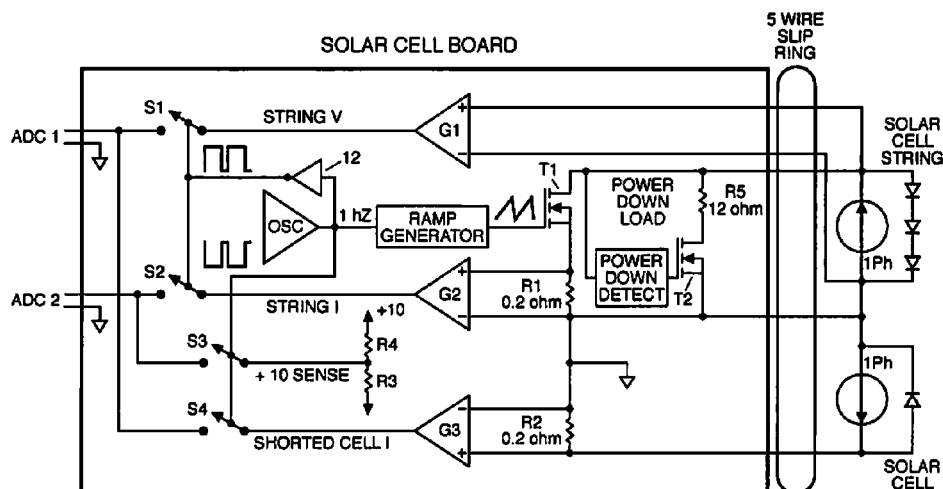 5 WIRE
SLIP
RING
SOLAR CELL BOARD
S1
STRING V
G1
+
−
ADC 1
SOLAR
CELL
STRING
12
T1
POWER
DOWN
LOAD
R5
12 ohm
OSC
1 hZ
RAMP
GENERATOR
1Ph
POWER
DOWN
DETECT
T2
S2
STRING I
G2
+
−
R1
0.2 ohm
ADC 2
+10
R4
S3
+ 10 SENSE
R3
1Ph
S4
SHORTED CELL I
G3
−
+
R2
0.2 ohm
SOLAR
CELL